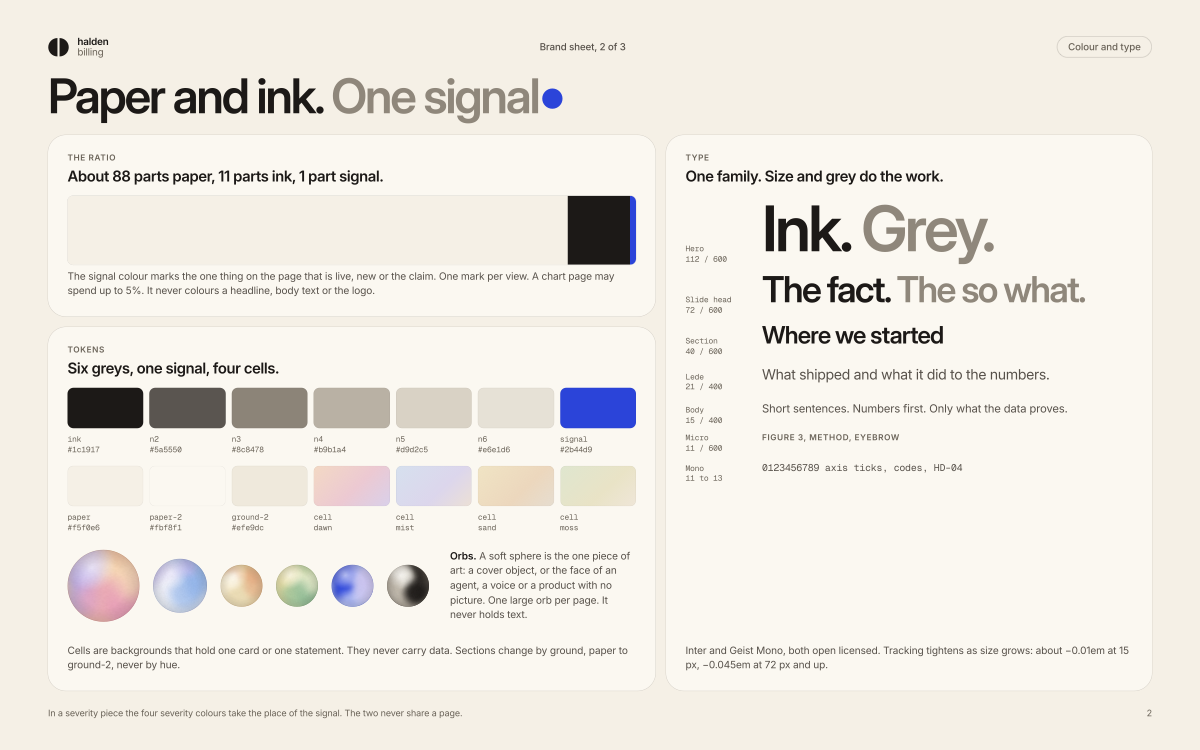 halden
billing
Brand sheet, 2 of 3
Colour and type
Paper and ink. One signal
THE RATIO
About 88 parts paper, 11 parts ink, 1 part signal.
The signal colour marks the one thing on the page that is live, new or the claim. One mark per view. A chart page may
spend up to 5%. It never colours a headline, body text or the logo.
TOKENS
Six greys, one signal, four cells.
ink
#1c1917
n2
#5a5550
n3
#8c8478
n4
#b9b1a4
n5
#d9d2c5
n6
#e6e1d6
signal
#2b44d9
paper
#f5f0e6
paper-2
#fbf8f1
ground-2
#efe9dc
cell
dawn
cell
mist
cell
sand
cell
moss
Orbs. A soft sphere is the one piece of
art: a cover object, or the face of an
agent, a voice or a product with no
picture. One large orb per page. It
never holds text.
Cells are backgrounds that hold one card or one statement. They never carry data. Sections change by ground, paper to
ground-2, never by hue.
TYPE
One family. Size and grey do the work.
Hero
112 / 600
Ink. Grey.
Slide head
72 / 600
The fact. The so what.
Section
40 / 600
Where we started
Lede
21 / 400
What shipped and what it did to the numbers.
Body
15 / 400
Short sentences. Numbers first. Only what the data proves.
Micro
11 / 600
FIGURE 3, METHOD, EYEBROW
Mono
11 to 13
0123456789 axis ticks, codes, HD-04
Inter and Geist Mono, both open licensed. Tracking tightens as size grows: about −0.01em at 15
px, −0.045em at 72 px and up.
In a severity piece the four severity colours take the place of the signal. The two never share a page.
2